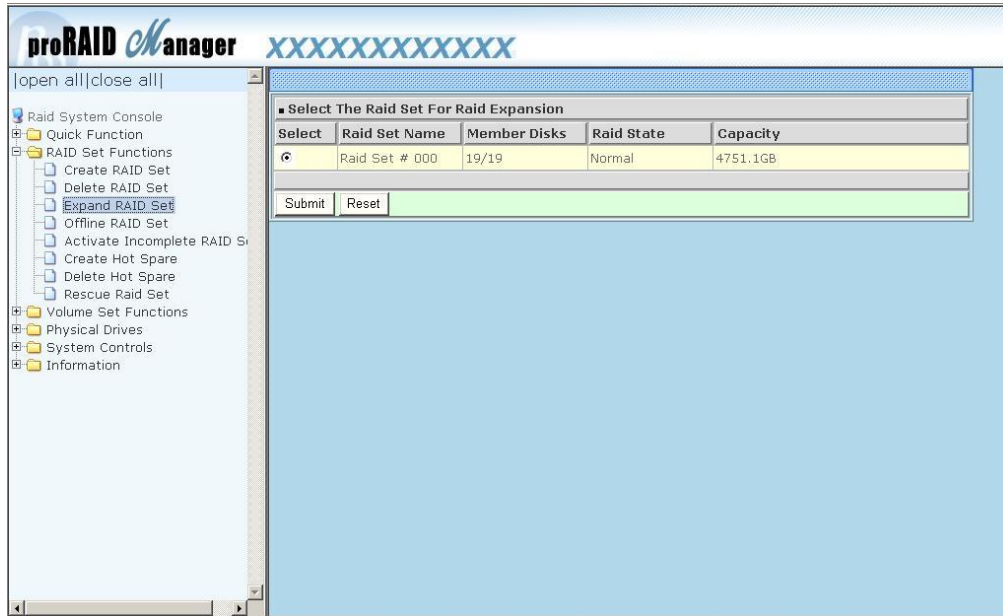 proRAID Manager XXXXXXXXXXXXX
|open all|close all|
Raid System Console
Quick Function
RAID Set Functions
Create RAID Set
Delete RAID Set
Expand RAID Set
Offline RAID Set
Activate Incomplete RAID Se
Create Hot Spare
Delete Hot Spare
Rescue Raid Set
Volume Set Functions
Physical Drives
System Controls
Information
Select The Raid Set For Raid Expansion
Select Raid Set Name Member Disks Raid State Capacity
Raid Set # 000 19/19 Normal 4751.1GB
Submit Reset